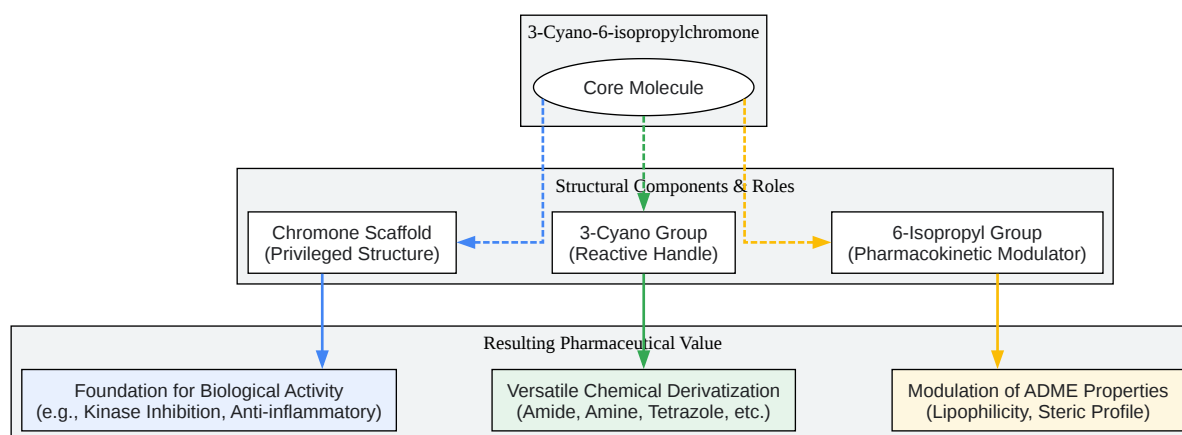 3-Cyano-6-isopropylchromone
Core Molecule
Structural Components & Roles
Chromone Scaffold
(Privileged Structure)
3-Cyano Group
(Reactive Handle)
6-Isopropyl Group
(Pharmacokinetic Modulator)
Resulting Pharmaceutical Value
Foundation for Biological Activity
(e.g., Kinase Inhibition, Anti-inflammatory)
Versatile Chemical Derivatization
(Amide, Amine, Tetrazole, etc.)
Modulation of ADME Properties
(Lipophilicity, Steric Profile)